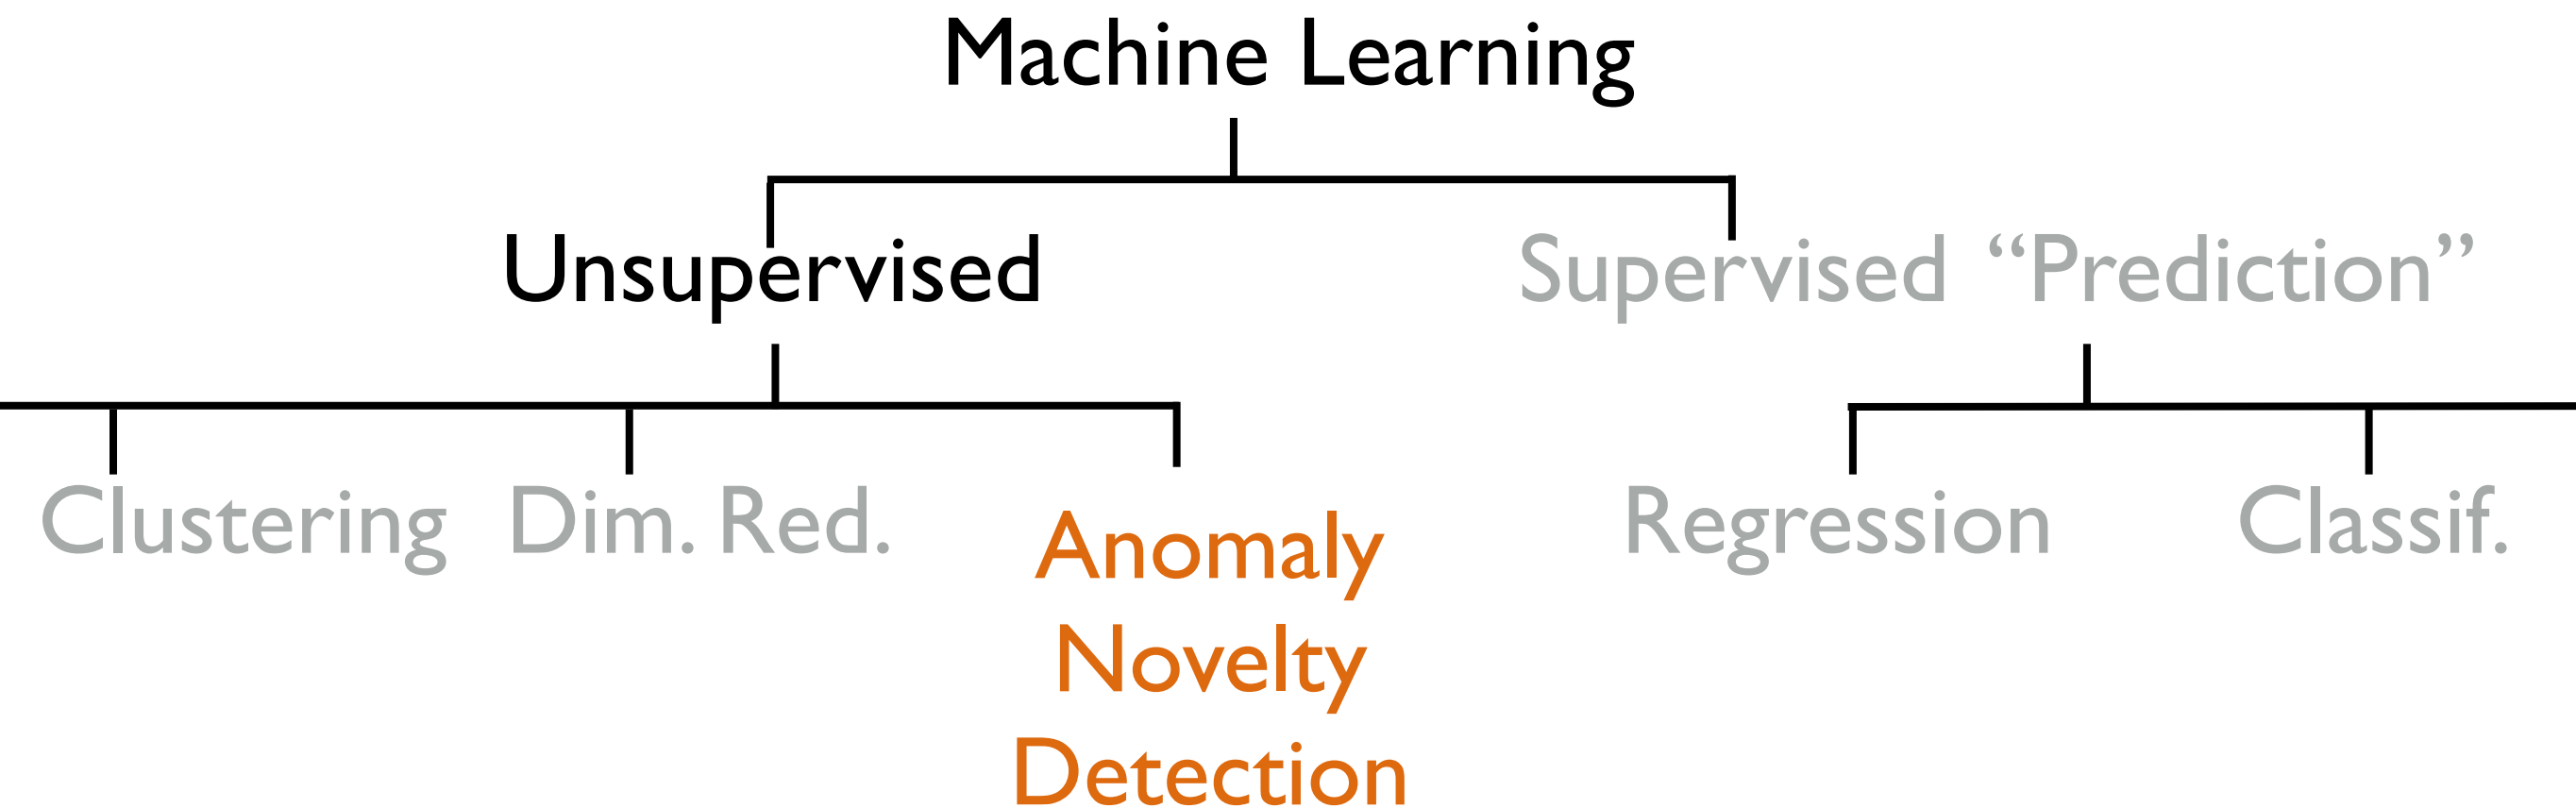 Machine Learning
Unsupervised
Supervised “Prediction”
Clustering
Dim. Red.
Anomaly
Novelty
Detection
Regression
Classif.